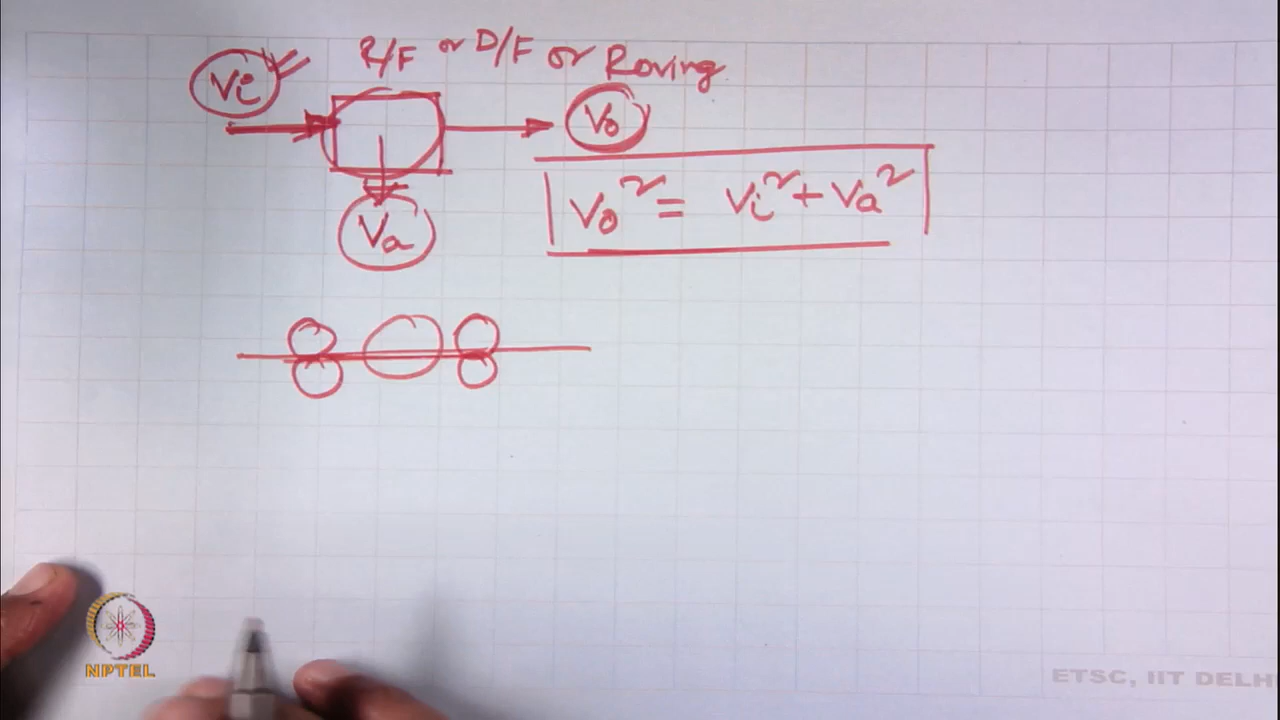 R/F or D/F or Roving
Vi
Vo
Va
Vo² = Vi² + Va²
NPTEL
ETSC, IIT DELHI